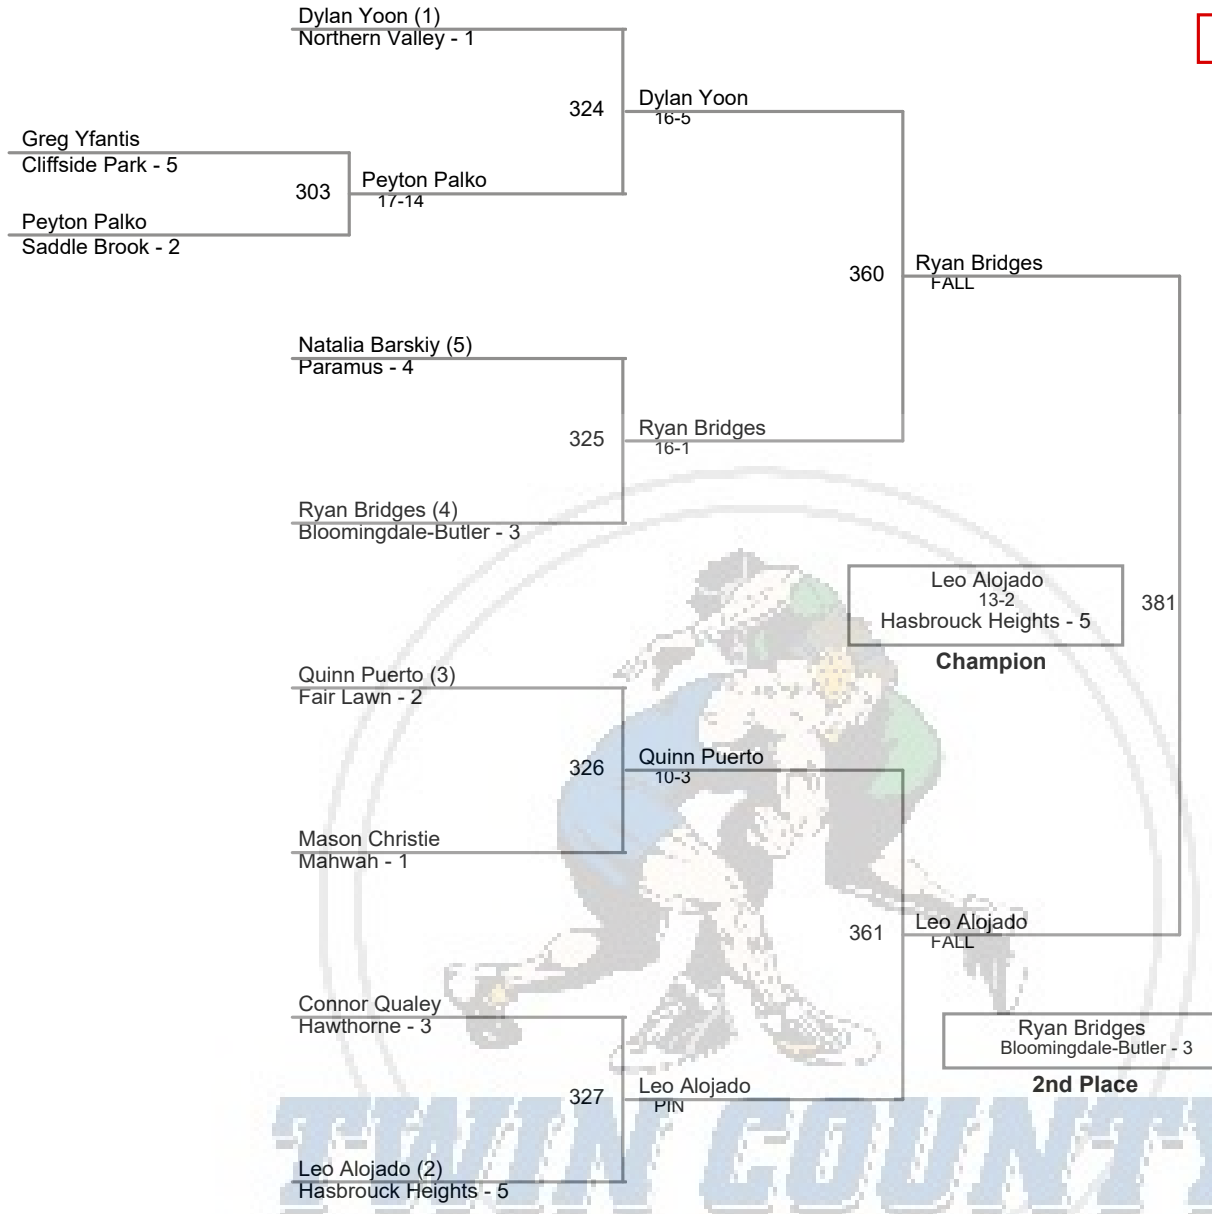 Dylan Yoon (1)
Northern Valley - 1
324
Dylan Yoon
16-5
Greg Yfantis
Cliffside Park - 5
303
Peyton Palko
17-14
Peyton Palko
Saddle Brook - 2
360
Ryan Bridges
FALL
Natalia Barskiy (5)
Paramus - 4
325
Ryan Bridges
16-1
Ryan Bridges (4)
Bloomingdale-Butler - 3
Leo Alojado
13-2
Hasbrouck Heights - 5
381
Champion
Quinn Puerto (3)
Fair Lawn - 2
326
Quinn Puerto
10-3
Mason Christie
Mahwah - 1
361
Leo Alojado
FALL
Connor Qualey
Hawthorne - 3
Ryan Bridges
Bloomingdale-Butler - 3
2nd Place
327
Leo Alojado
PIN
Leo Alojado (2)
Hasbrouck Heights - 5
TWIN COUNTY